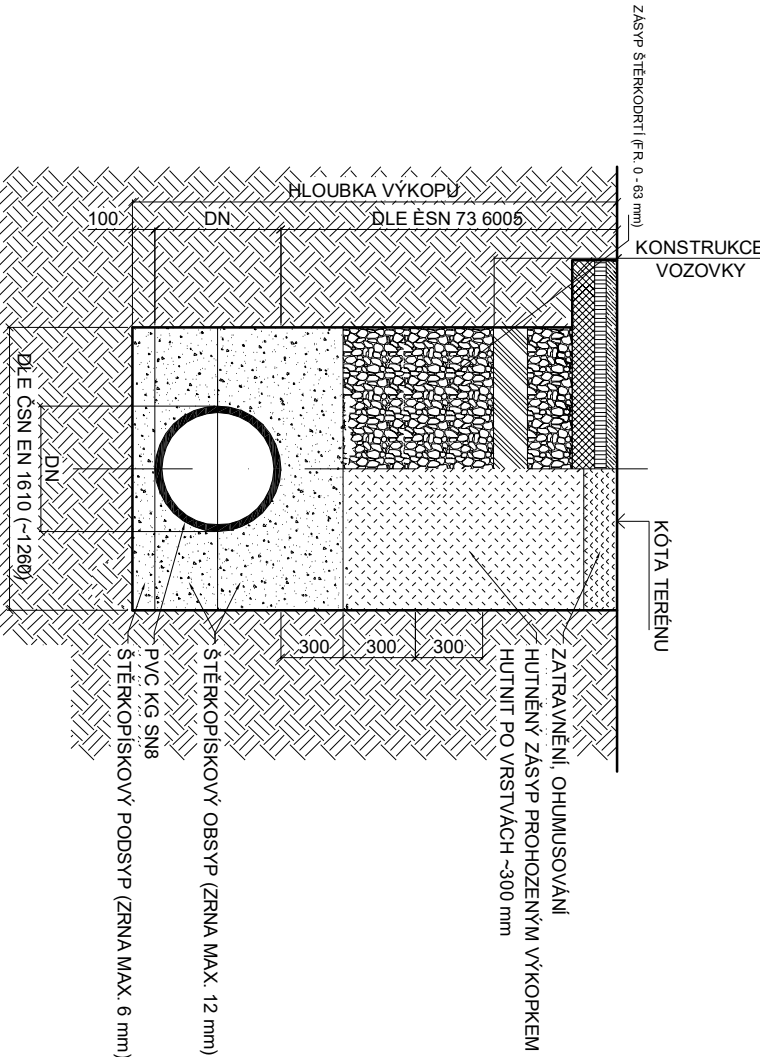 ZÁSYP ŠTĚRKODRTÍ (FR. 0 - 63 mm)
KONSTRUKCE
VOZOVKY
KÓTA TERÉNU
HLOUBKA VÝKOPU
100
DN
DLE ÈSN 73 6005
DLE ČSN EN 1610 (~1260)
DN
300
300
300
ZATRAVNĚNÍ, OHUMUSOVÁNÍ
HUTNĚNÝ ZÁSYP PROHOZENÝM VÝKOPKEM
HUTNIT PO VRSTVÁCH ~300 mm
ŠTĚRKOPÍSKOVÝ OBSYP (ZRNA MAX. 12 mm)
PVC KG SN8
ŠTĚRKOPÍSKOVÝ PODSYP (ZRNA MAX. 6 mm)